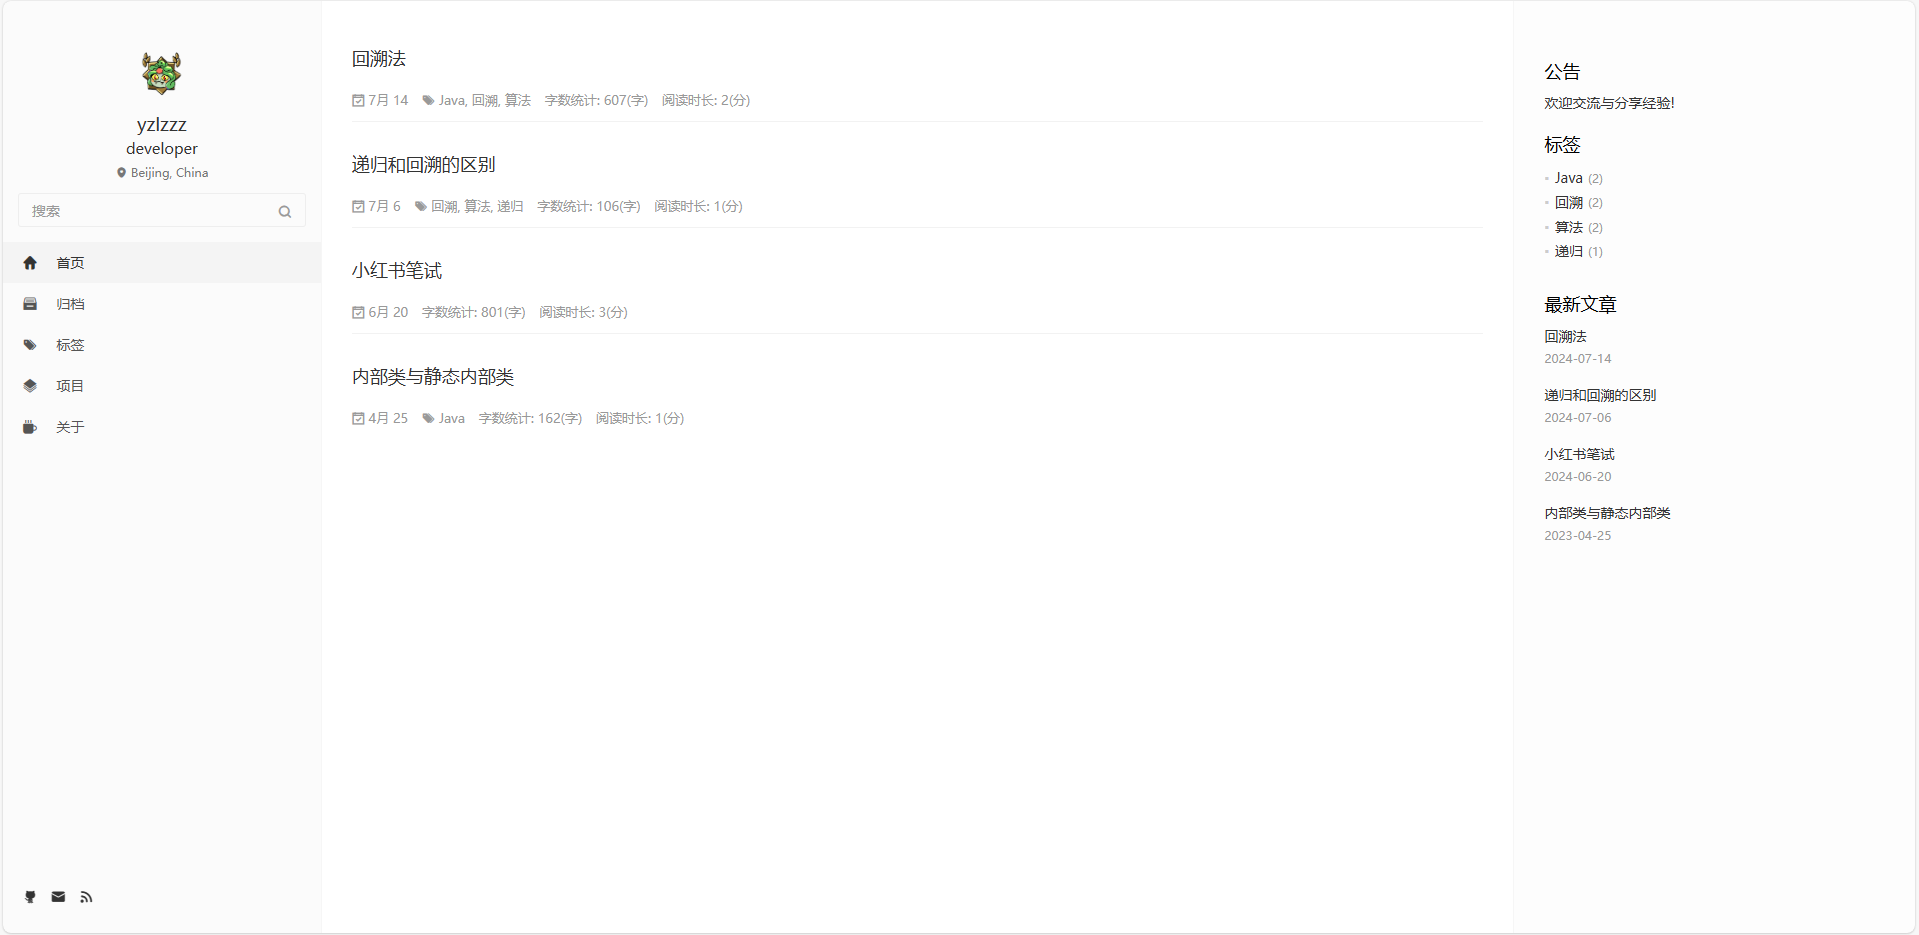 yzlzzz
developer
Beijing, China
搜索
首页
归档
标签
项目
关于
回溯法
7月 14 Java, 回溯, 算法 字数统计: 607(字) 阅读时长: 2(分)
递归和回溯的区别
7月 6 回溯, 算法, 递归 字数统计: 106(字) 阅读时长: 1(分)
小红书笔试
6月 20 字数统计: 801(字) 阅读时长: 3(分)
内部类与静态内部类
4月 25 Java 字数统计: 162(字) 阅读时长: 1(分)
公告
欢迎交流与分享经验!
标签
Java (2)
回溯 (2)
算法 (2)
递归 (1)
最新文章
回溯法
2024-07-14
递归和回溯的区别
2024-07-06
小红书笔试
2024-06-20
内部类与静态内部类
2023-04-25